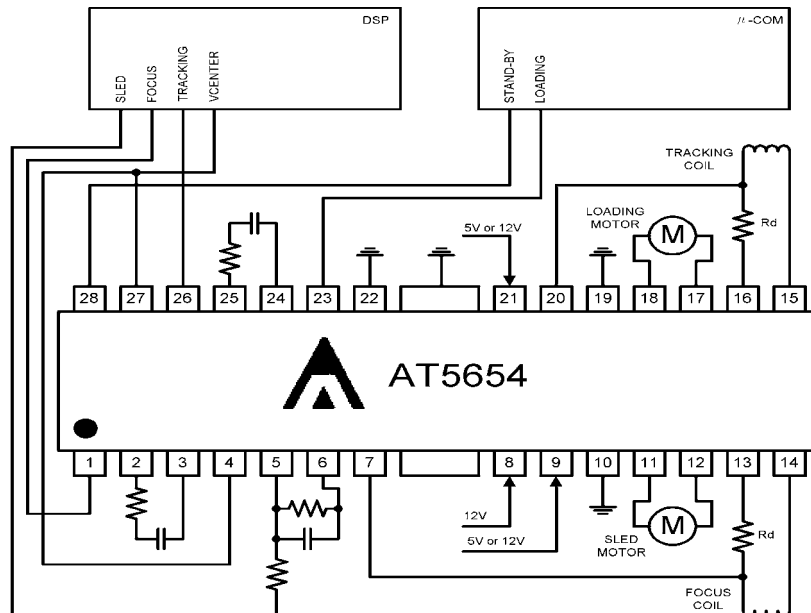 DSP
μ-COM
SLED
FOCUS
TRACKING
VCENTER
STAND-BY
LOADING
TRACKING
COIL
LOADING
MOTOR
M
Rd
5V or 12V
28 27 26 25 24 23 22 21 20 19 18 17 16 15
AT5654
1 2 3 4 5 6 7 8 9 10 11 12 13 14
12V
5V or 12V
M
SLED
MOTOR
Rd
FOCUS
COIL